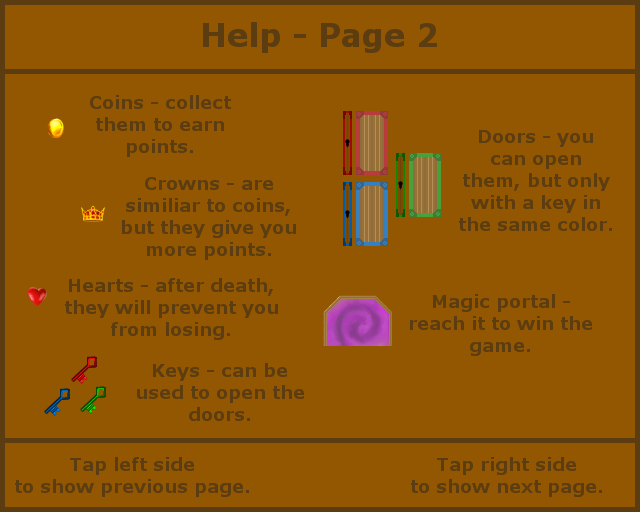 Help - Page 2
Coins - collect
them to earn
points.
Crowns - are
similiar to coins,
but they give you
more points.
Hearts - after death,
they will prevent you
from losing.
Keys - can be
used to open the
doors.
Doors - you
can open
them, but only
with a key in
the same color.
Magic portal -
reach it to win the
game.
Tap left side
to show previous page.
Tap right side
to show next page.